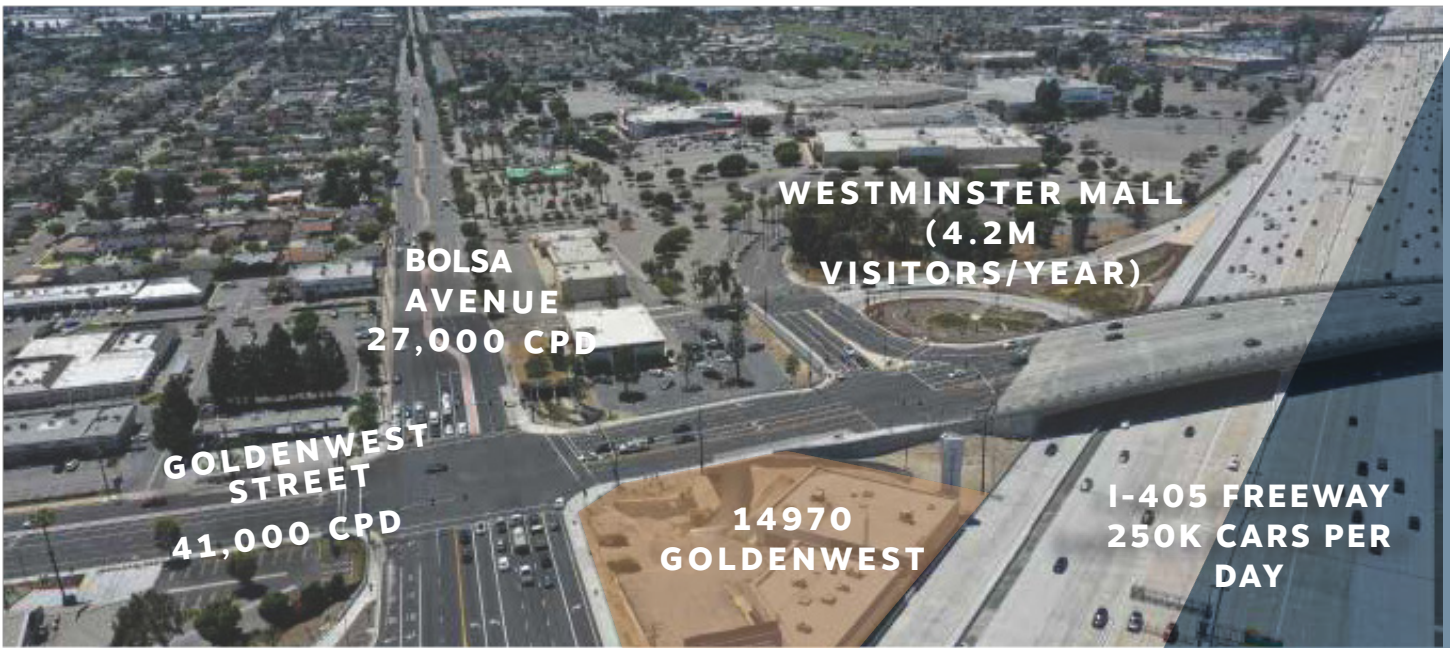 WESTMINSTER MALL
(4.2M
VISITORS/YEAR)
BOLSA
AVENUE
27,000 CPD
GOLDENWEST
STREET
41,000 CPD
14970
GOLDENWEST
I-405 FREEWAY
250K CARS PER
DAY